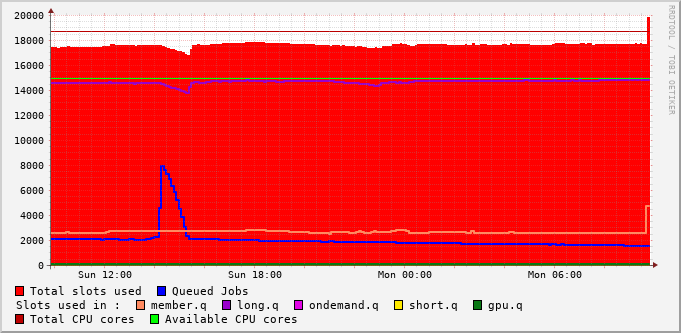 RRDTOOL / TOBI OETIKER
20000
18000
16000
14000
12000
10000
8000
6000
4000
2000
0
Sun 12:00 Sun 18:00 Mon 00:00 Mon 06:00
Total slots used Queued Jobs
Slots used in : member.q long.q ondemand.q short.q gpu.q
Total CPU cores Available CPU cores